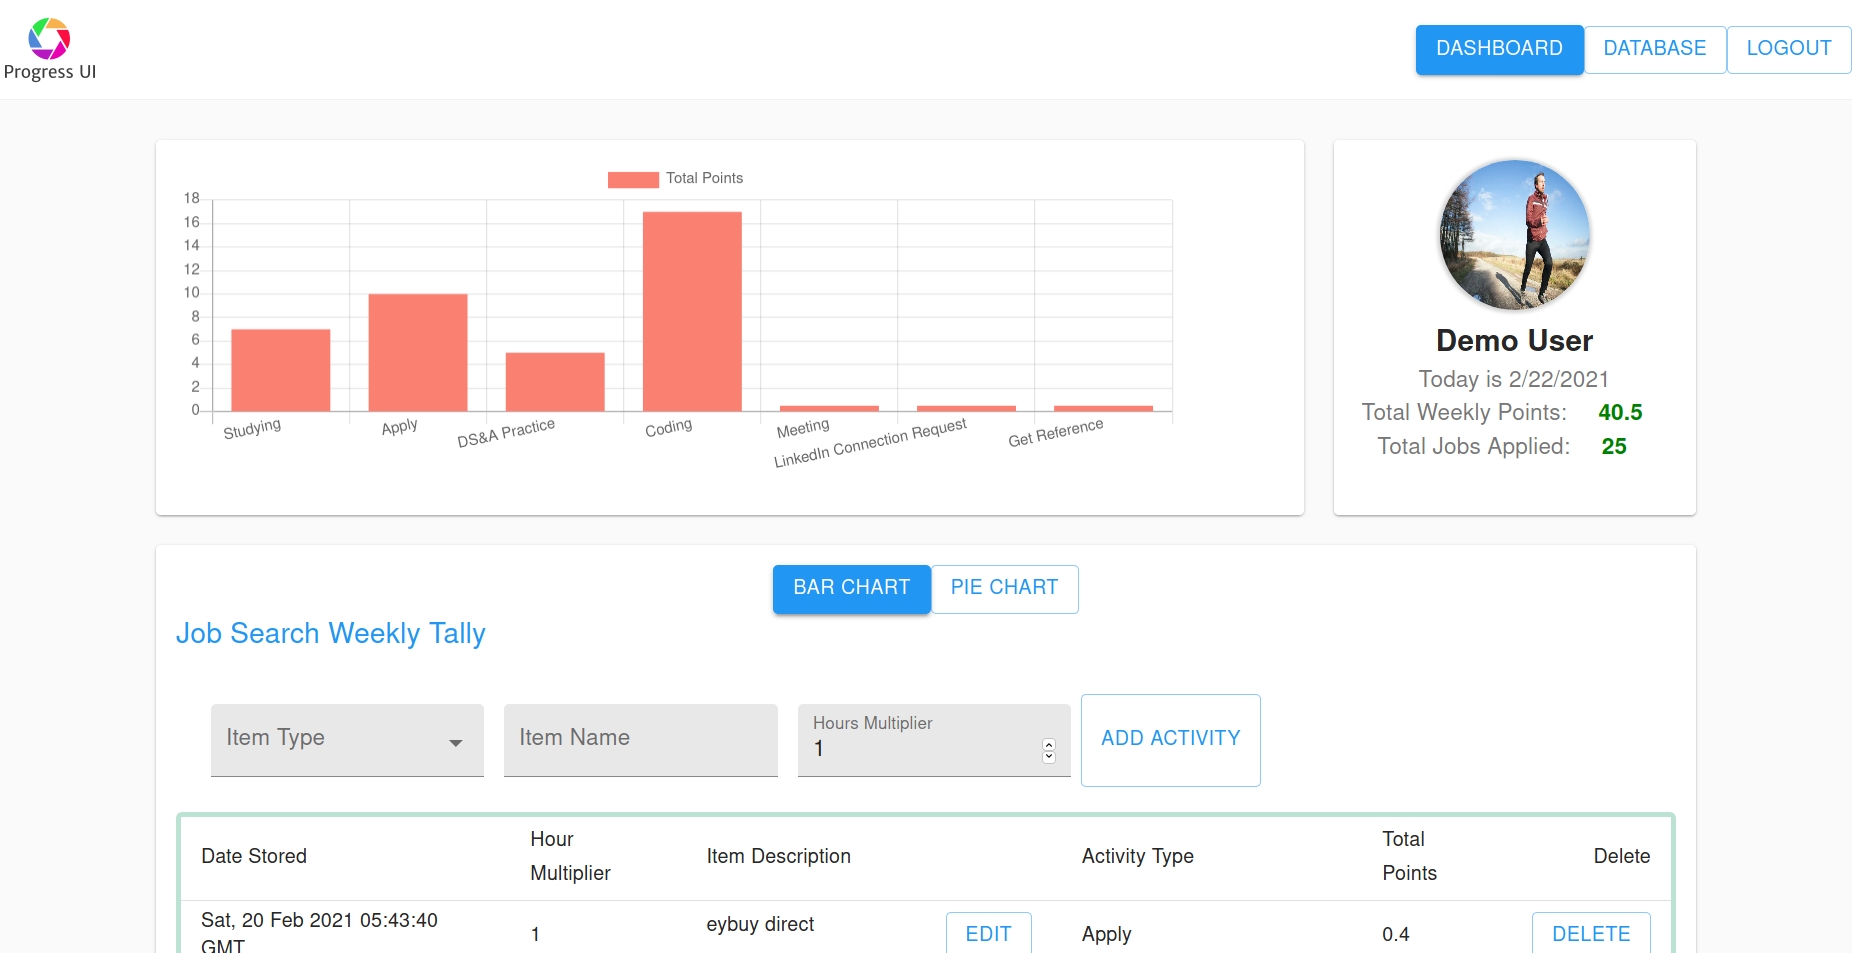 Progress UI
DASHBOARD
DATABASE
LOGOUT
Total Points
18
16
14
12
10
8
6
4
2
0
Studying
Apply
DS&A Practice
Coding
Meeting
LinkedIn Connection Request
Get Reference
Demo User
Today is 2/22/2021
Total Weekly Points: 40.5
Total Jobs Applied: 25
BAR CHART
PIE CHART
Job Search Weekly Tally
Item Type
Item Name
Hours Multiplier
1
ADD ACTIVITY
Date Stored
Hour
Multiplier
Item Description
Activity Type
Total
Points
Delete
Sat, 20 Feb 2021 05:43:40
GMT
1
eybuy direct
EDIT
Apply
0.4
DELETE